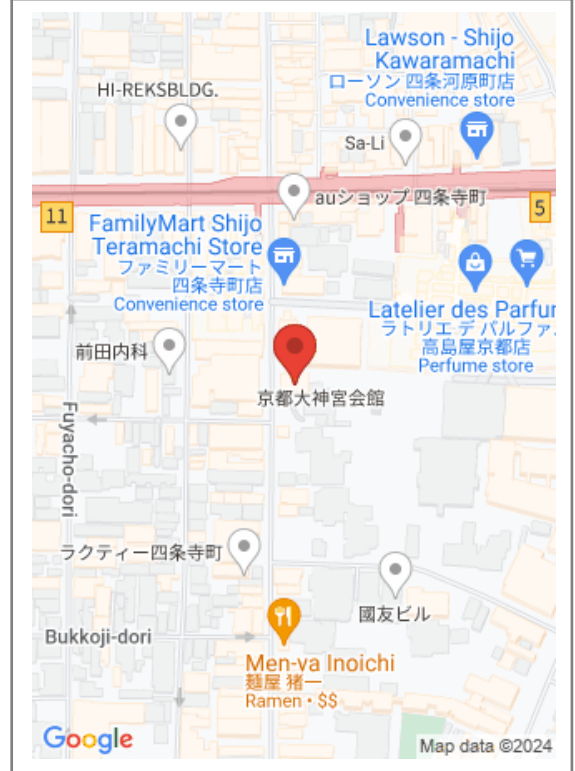 Lawson - Shijo
Kawaramachi
ローソン 四条河原町店
Convenience store
HI-REKSBLDG.
Sa-Li
auショップ 四条寺町
11
5
FamilyMart Shijo
Teramachi Store
ファミリーマート
四条寺町店
Convenience store
Latelier des Parfur
ラトリエ デ パルファ.
高島屋京都店
Perfume store
前田内科
京都大神宮会館
Fuyacho-dori
ラクティー四条寺町
國友ビル
Bukkoji-dori
Men-va Inoichi
麺屋 猪一
Ramen • $$
Google
Map data ©2024